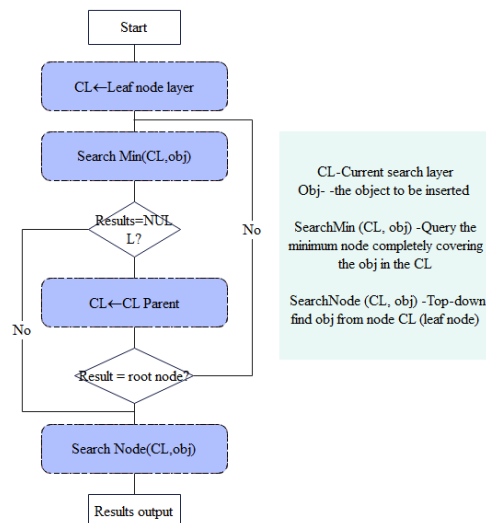 Start
CL←Leaf node layer
Search Min(CL,obj)
Results=NUL
L?
No
CL←CL Parent
No
Result = root node?
Search Node(CL,obj)
Results output
CL-Current search layer
Obj- -the object to be inserted
SearchMin (CL, obj) -Query the
minimum node completely covering
the obj in the CL
SearchNode (CL, obj) -Top-down
find obj from node CL (leaf node)